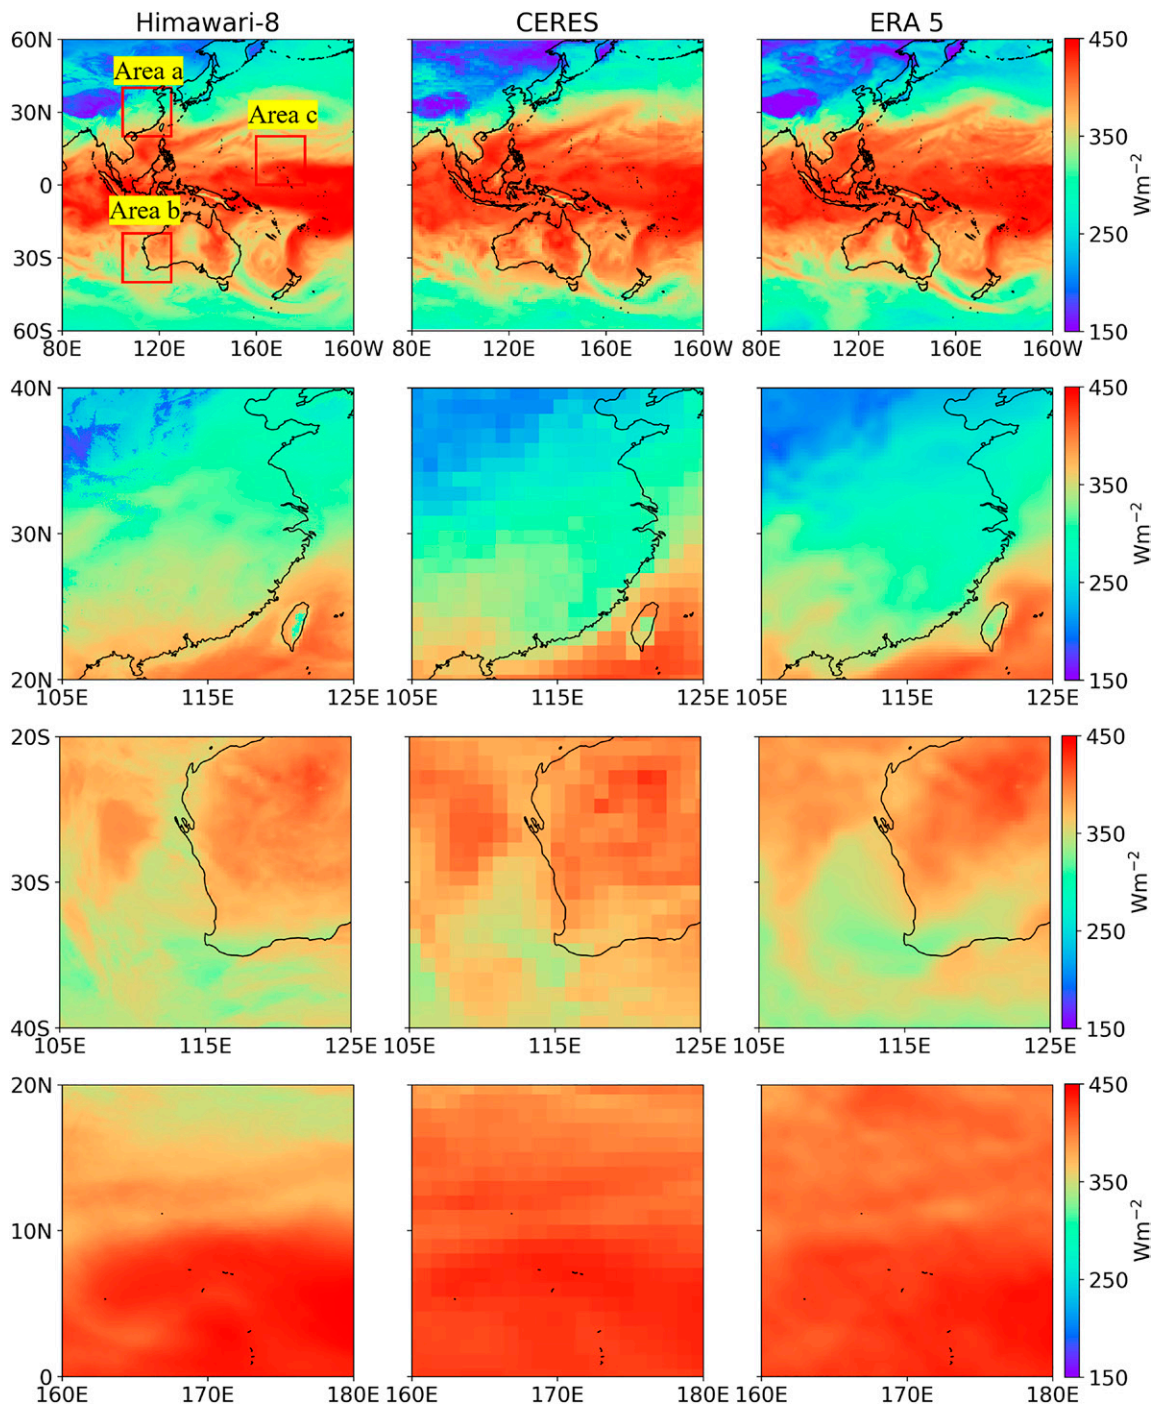 Himawari-8 CERES ERA 5
60N 450
Area a
30N Area c 350
0 Wm⁻²
Area b
30S 250
60S 150
80E 120E 160E 160W 80E 120E 160E 160W 80E 120E 160E 160W
40N 450
350
30N Wm⁻²
250
20N 150
105E 115E 125E 105E 115E 125E 105E 115E 125E
20S 450
350
30S Wm⁻²
250
40S 150
105E 115E 125E 105E 115E 125E 105E 115E 125E
20N 450
350
10N Wm⁻²
250
0 150
160E 170E 180E 160E 170E 180E 160E 170E 180E